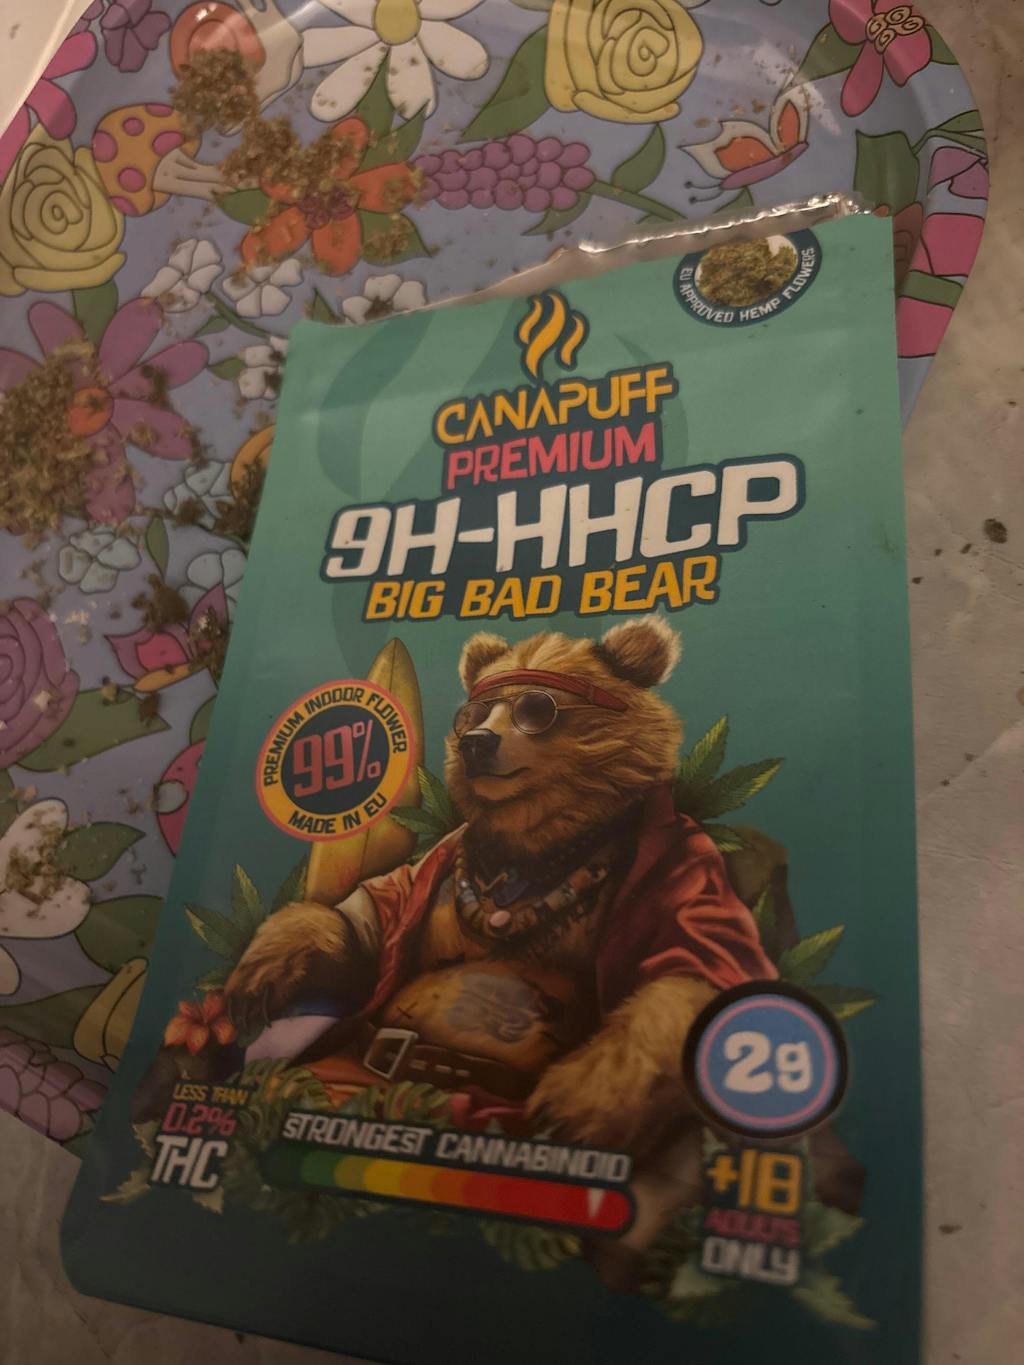 EU APPRUVED HEMP FLOWERS
CANAPUFF
PREMIUM
9H-HHCP
BIG BAD BEAR
PREMIUM INDOOR FLOWER
99%
MADE IN EU
2g
LESS THAN
0.2%
THC
STRONGEST CANNABINOID
+18
ADULTS
ONLY